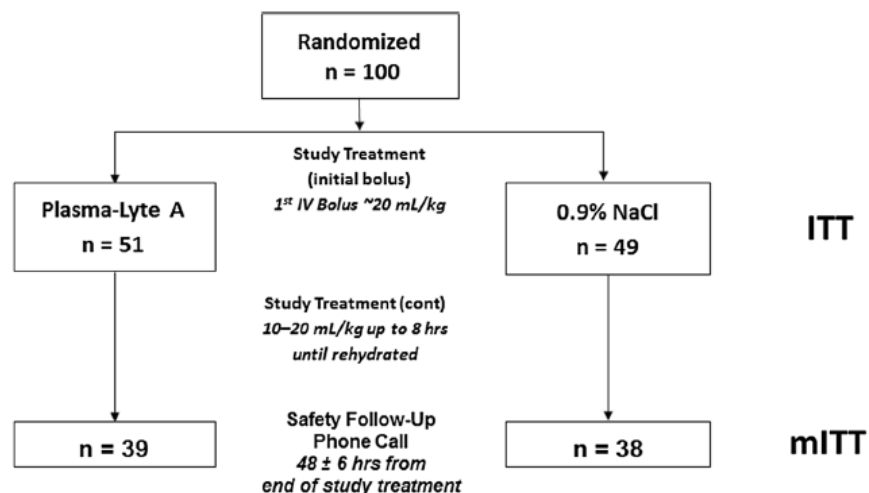 Randomized
n = 100
Study Treatment
(initial bolus)
1st IV Bolus ~20 mL/kg
Plasma-Lyte A
n = 51
0.9% NaCl
n = 49
ITT
Study Treatment (cont)
10–20 mL/kg up to 8 hrs
until rehydrated
n = 39
Safety Follow-Up
Phone Call
48 ± 6 hrs from
end of study treatment
n = 38
mITT